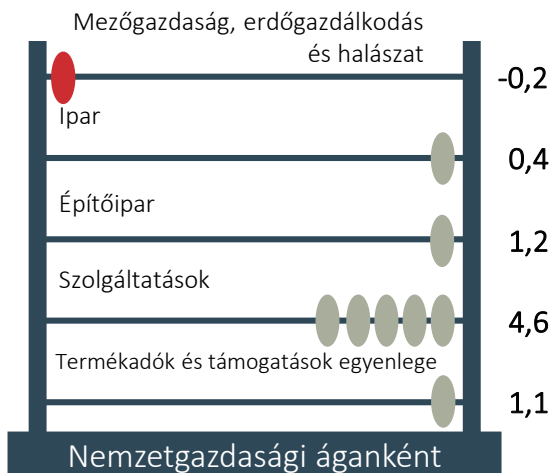 Mezőgazdaság, erdőgazdálkodás
és halászat
-0,2
Ipar
0,4
Építőipar
1,2
Szolgáltatások
4,6
Termékadók és támogatások egyenlege
1,1
Nemzetgazdasági áganként